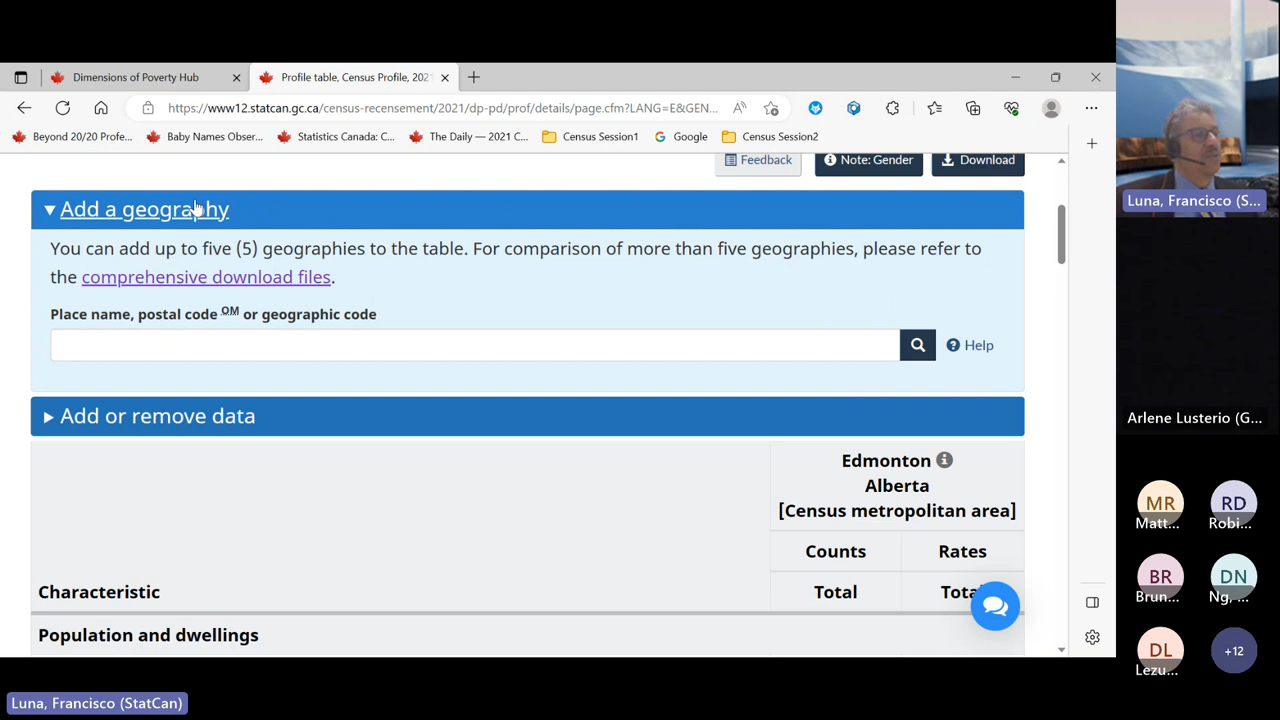 Dimensions of Poverty Hub
Profile table, Census Profile, 202
https://www12.statcan.gc.ca/census-recensement/2021/dp-pd/prof/details/page.cfm?LANG=E&GEN...
Beyond 20/20 Profe...
Baby Names Obser...
Statistics Canada: C...
The Daily — 2021 C...
Census Session1
Google
Census Session2
Feedback
Note: Gender
Download
Add a geography
You can add up to five (5) geographies to the table. For comparison of more than five geographies, please refer to
the comprehensive download files.
Place name, postal code OM or geographic code
Help
Add or remove data
Edmonton
Alberta
[Census metropolitan area]
Counts
Rates
Characteristic
Total
Tota
Population and dwellings
Luna, Francisco (StatCan)
Luna, Francisco (S...
Arlene Lusterio (G...
MR
Matt...
RD
Robi...
BR
Brun...
DN
Ng, ...
DL
Lezu...
+12